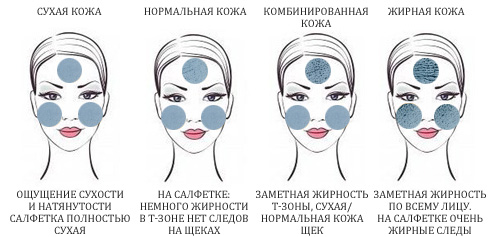 СУХАЯ КОЖА
НОРМАЛЬНАЯ КОЖА
КОМБИНИРОВАННАЯ
КОЖА
ЖИРНАЯ КОЖА
ОЩУЩЕНИЕ СУХОСТИ
И НАТЯНУТОСТИ
САЛФЕТКА ПОЛНОСТЬЮ
СУХАЯ
НА САЛФЕТКЕ:
НЕМНОГО ЖИРНОСТИ
В Т-ЗОНЕ НЕТ СЛЕДОВ
НА ЩЕКАХ
ЗАМЕТНАЯ ЖИРНОСТЬ
Т-ЗОНЫ, СУХАЯ/
НОРМАЛЬНАЯ КОЖА
ЩЕК
ЗАМЕТНАЯ ЖИРНОСТЬ
ПО ВСЕМУ ЛИЦУ.
НА САЛФЕТКЕ ОЧЕНЬ
ЖИРНЫЕ СЛЕДЫ